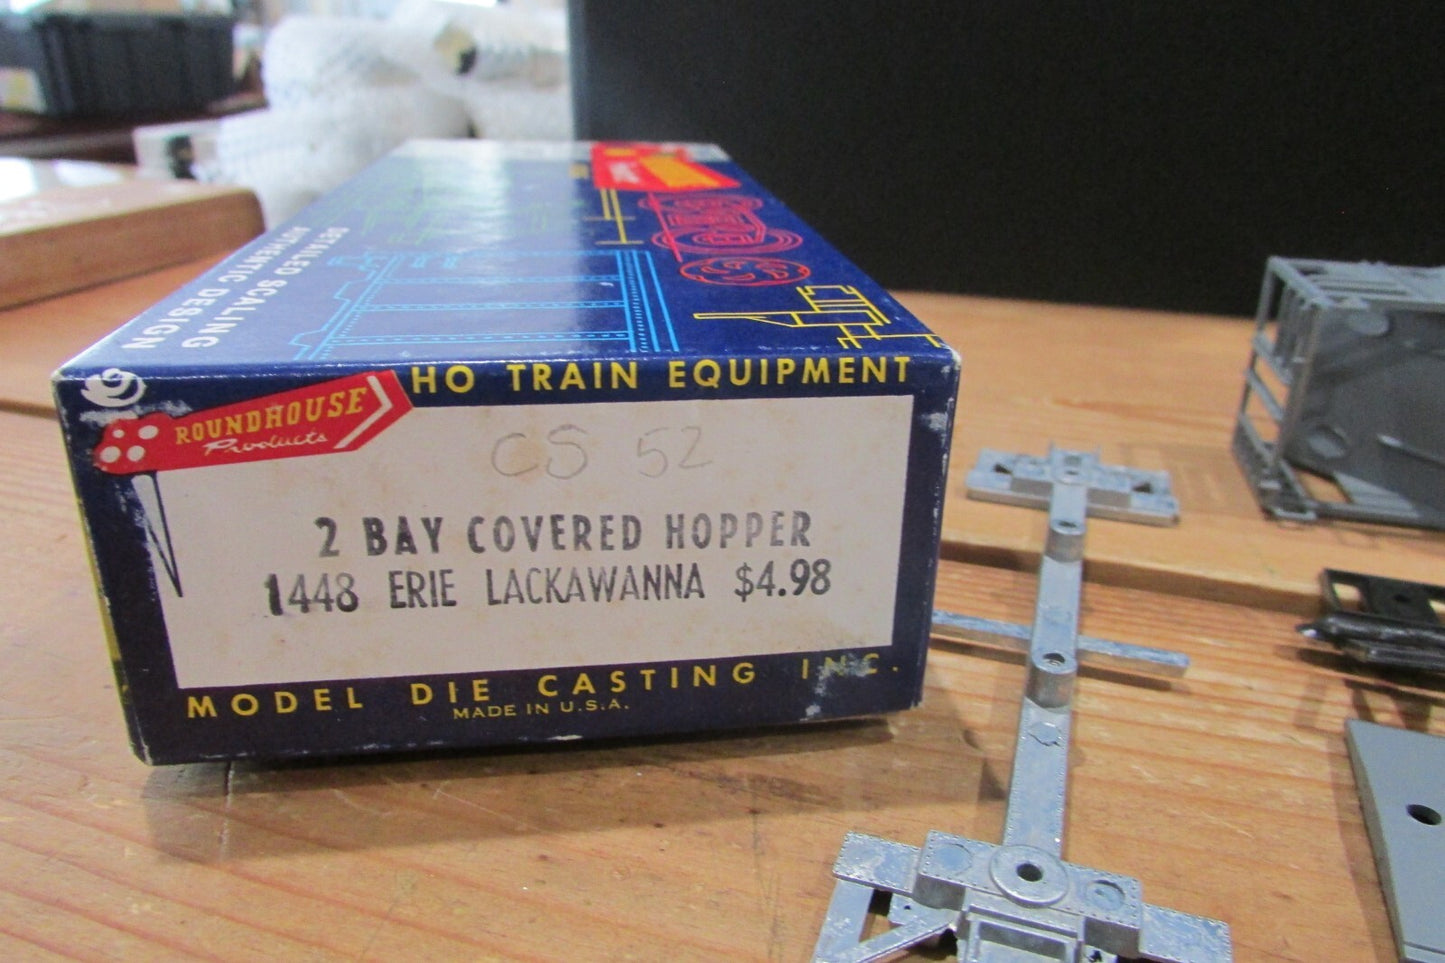 DETAILED SCALING
AUTHENTIC DESIGN
HO TRAIN EQUIPMENT
ROUNDHOUSE
Products
CS 52
2 BAY COVERED HOPPER
1448 ERIE LACKAWANNA $4.98
MODEL DIE CASTING INC.
MADE IN U.S.A.